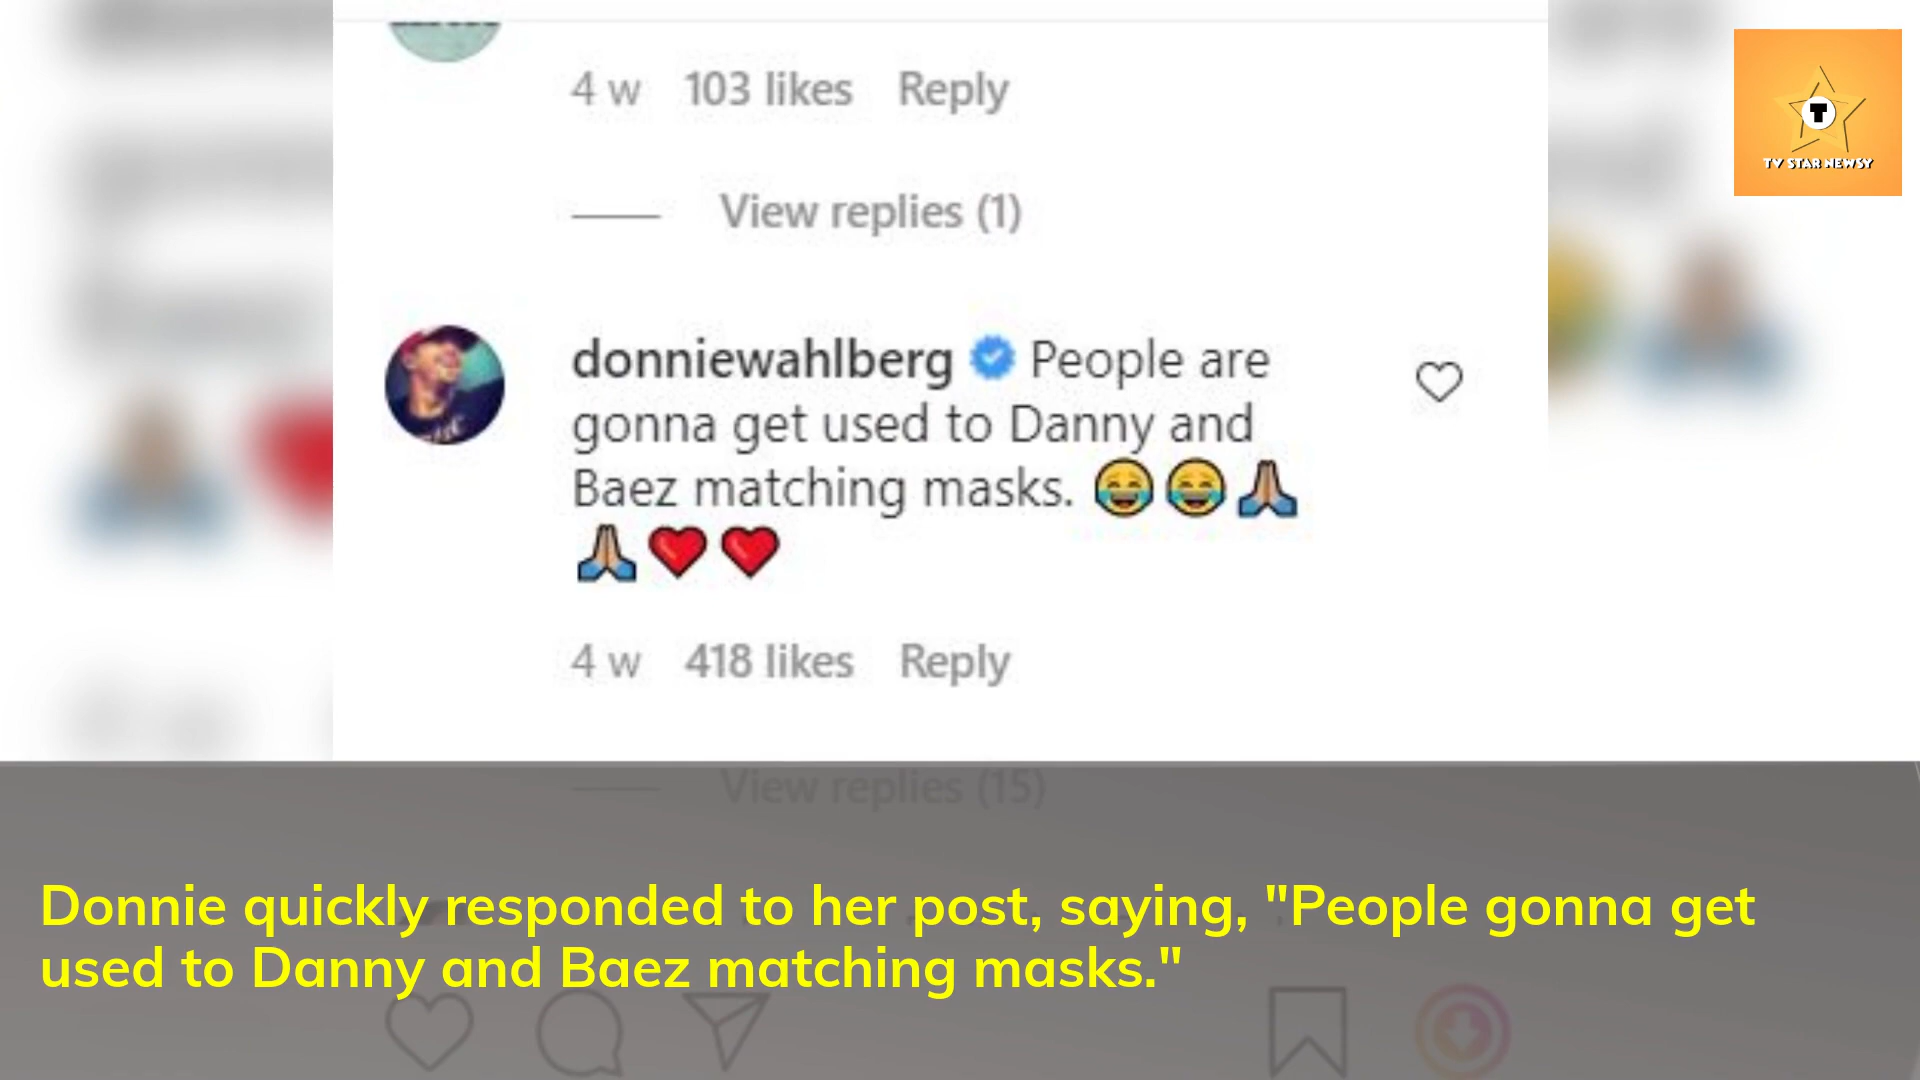 4 w 103 likes Reply
View replies (1)
T
TV STAR NEWSY
donniewahlberg People are
gonna get used to Danny and
Baez matching masks. 😂😂🙏🏽
🙏🏽❤️❤️
4 w 418 likes Reply
View replies (15)
Donnie quickly responded to her post, saying, "People gonna get
used to Danny and Baez matching masks."